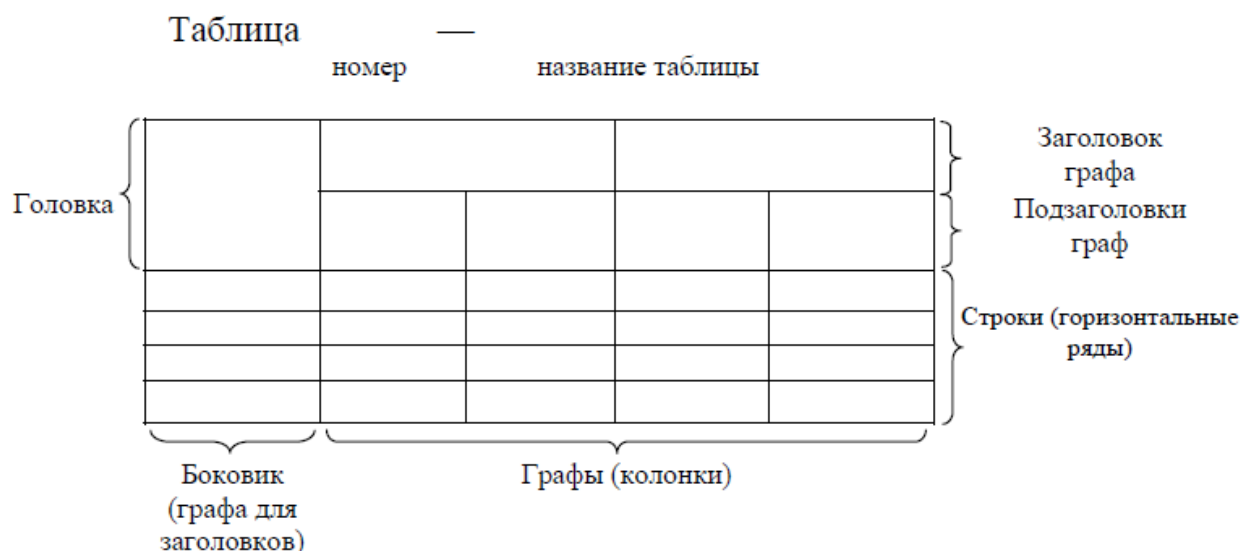 Таблица —
номер название таблицы
Заголовок
графа
Головка
Подзаголовки
граф
Строки (горизонтальные
ряды)
Боковик
(графа для
заголовков)
Графы (колонки)